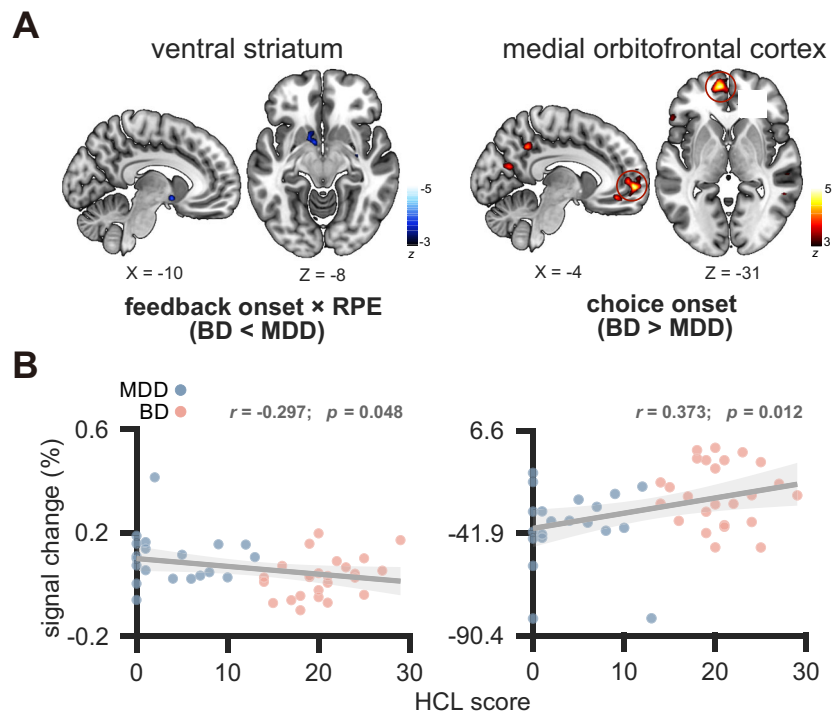 A
ventral striatum
medial orbitofrontal cortex
-5
-3
z
5
3
z
X = -10
Z = -8
X = -4
Z = -31
feedback onset × RPE
(BD < MDD)
choice onset
(BD > MDD)
B
MDD
BD
r = -0.297; p = 0.048
r = 0.373; p = 0.012
signal change (%)
0.6
0.2
-0.2
0
10
20
30
6.6
-41.9
-90.4
0
10
20
30
HCL score